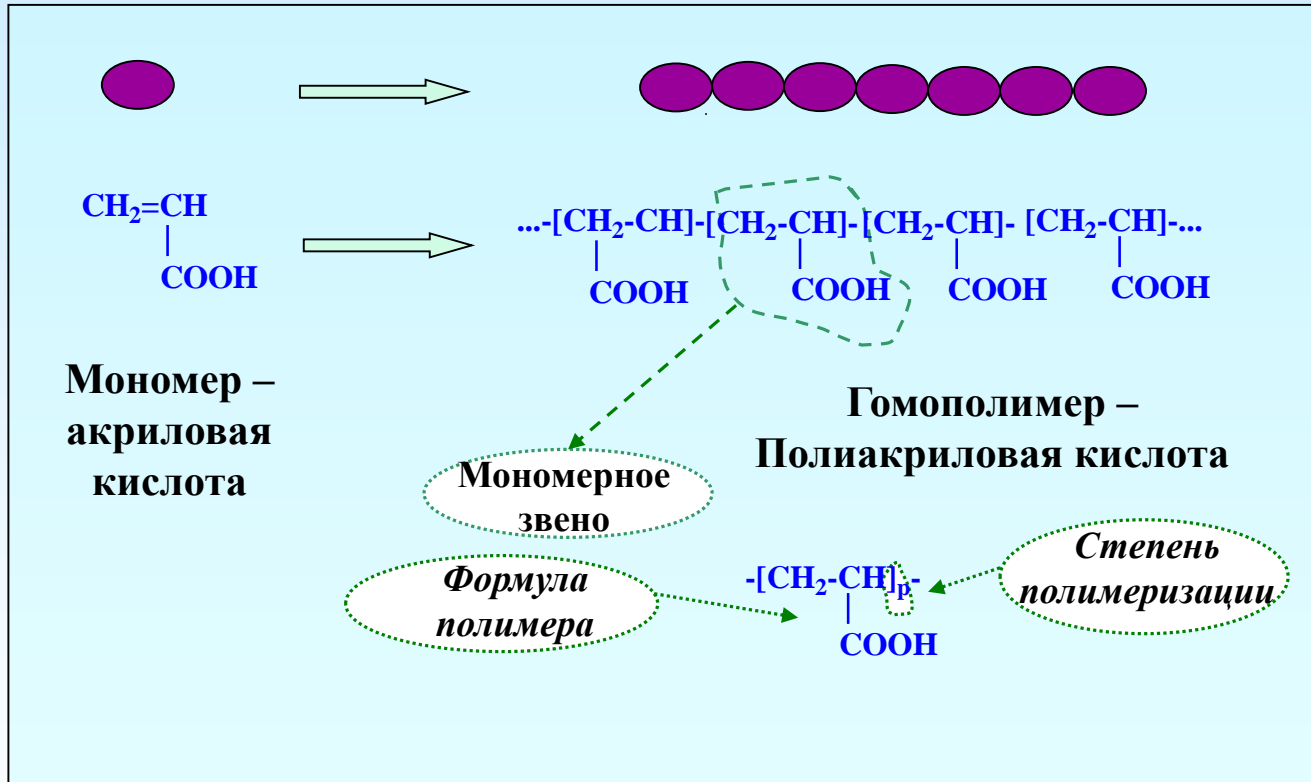 CH₂=CH
|
COOH
...-[CH₂-CH]-[CH₂-CH]-[CH₂-CH]- [CH₂-CH]-...
| | | |
COOH COOH COOH COOH
Мономер –
акриловая
кислота
Гомополимер –
Полиакриловая кислота
Мономерное
звено
Формула
полимера
-[CH₂-CH]ₚ-
|
COOH
Степень
полимеризации